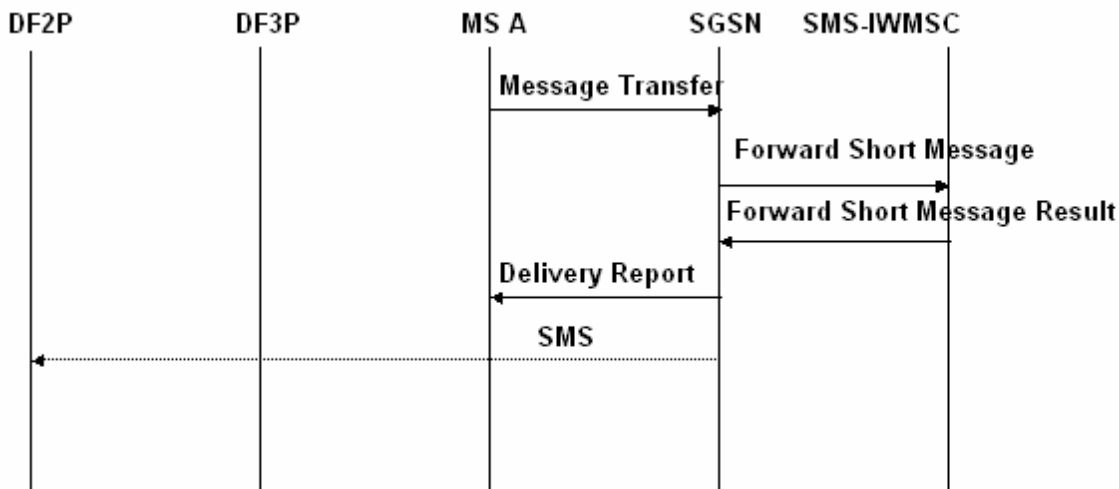 DF2P DF3P MS A SGSN SMS-IWMSC
Message Transfer
Forward Short Message
Forward Short Message Result
Delivery Report
SMS